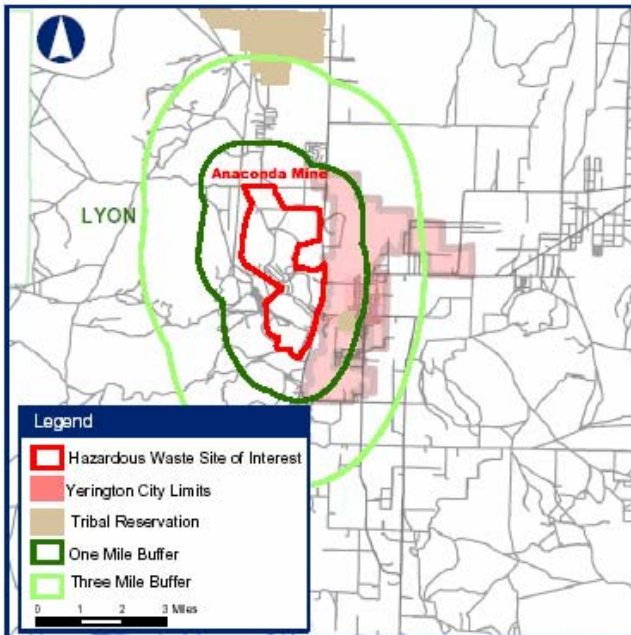 Anaconda Mine
LYON
Legend
Hazardous Waste Site of Interest
Yerington City Limits
Tribal Reservation
One Mile Buffer
Three Mile Buffer
0 1 2 3 Miles